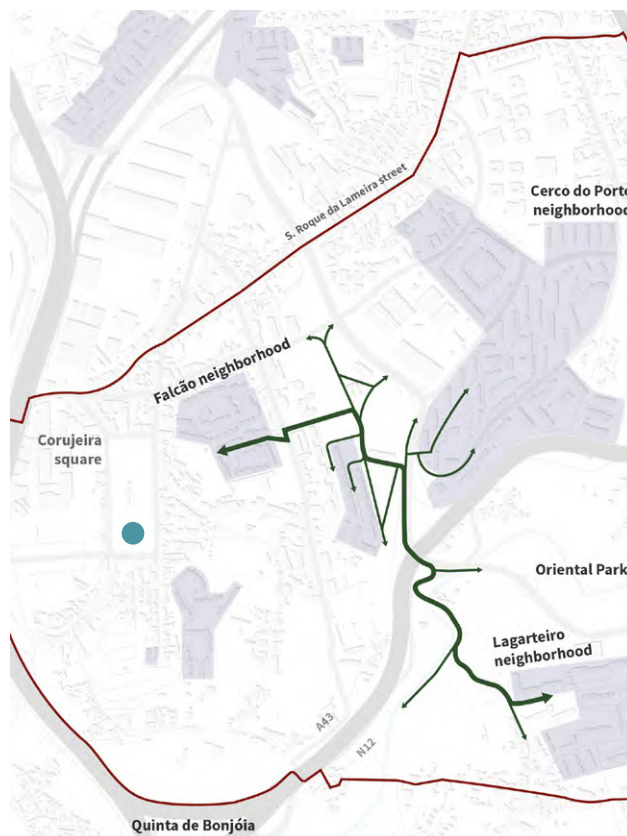 S. Roque da Lameira street
Cerco do Porto
neighborhood
Falcão neighborhood
Corujeira
square
Oriental Park
Lagarteiro
neighborhood
A43
N12
Quinta de Bonjóia